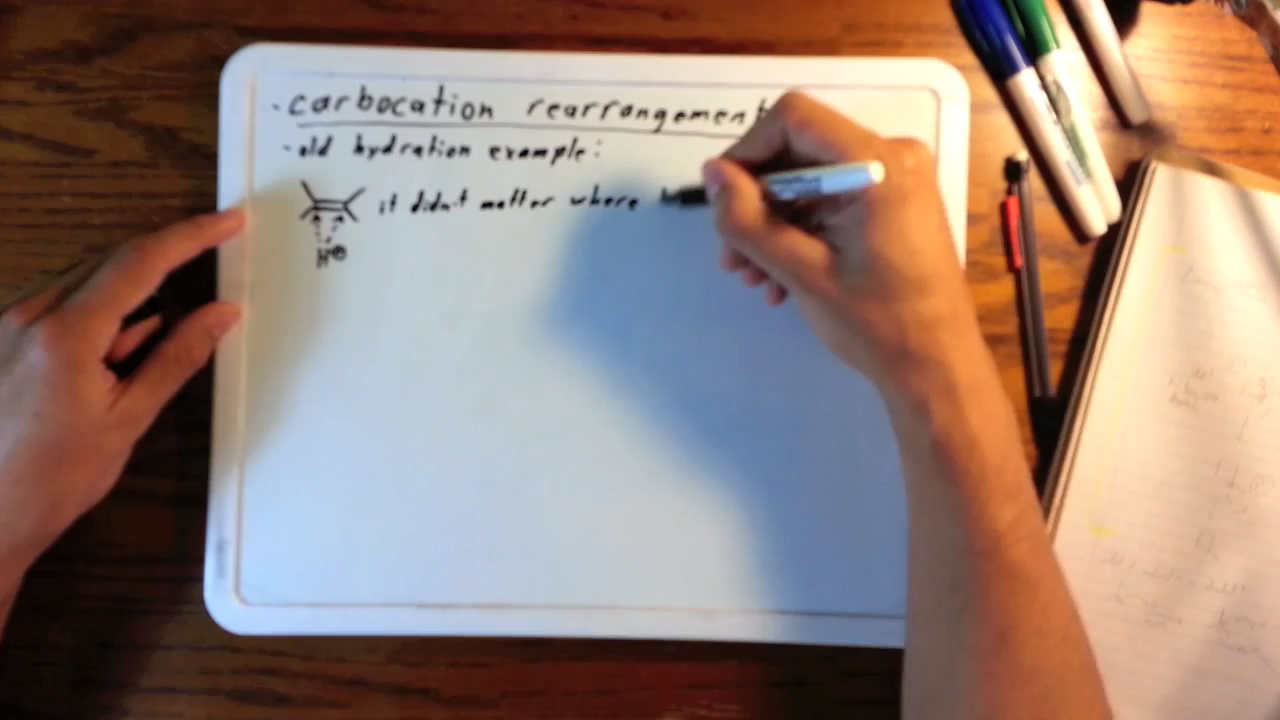 · carbocation rearrangement
· old hydration example:
it didn't matter where
H⊕